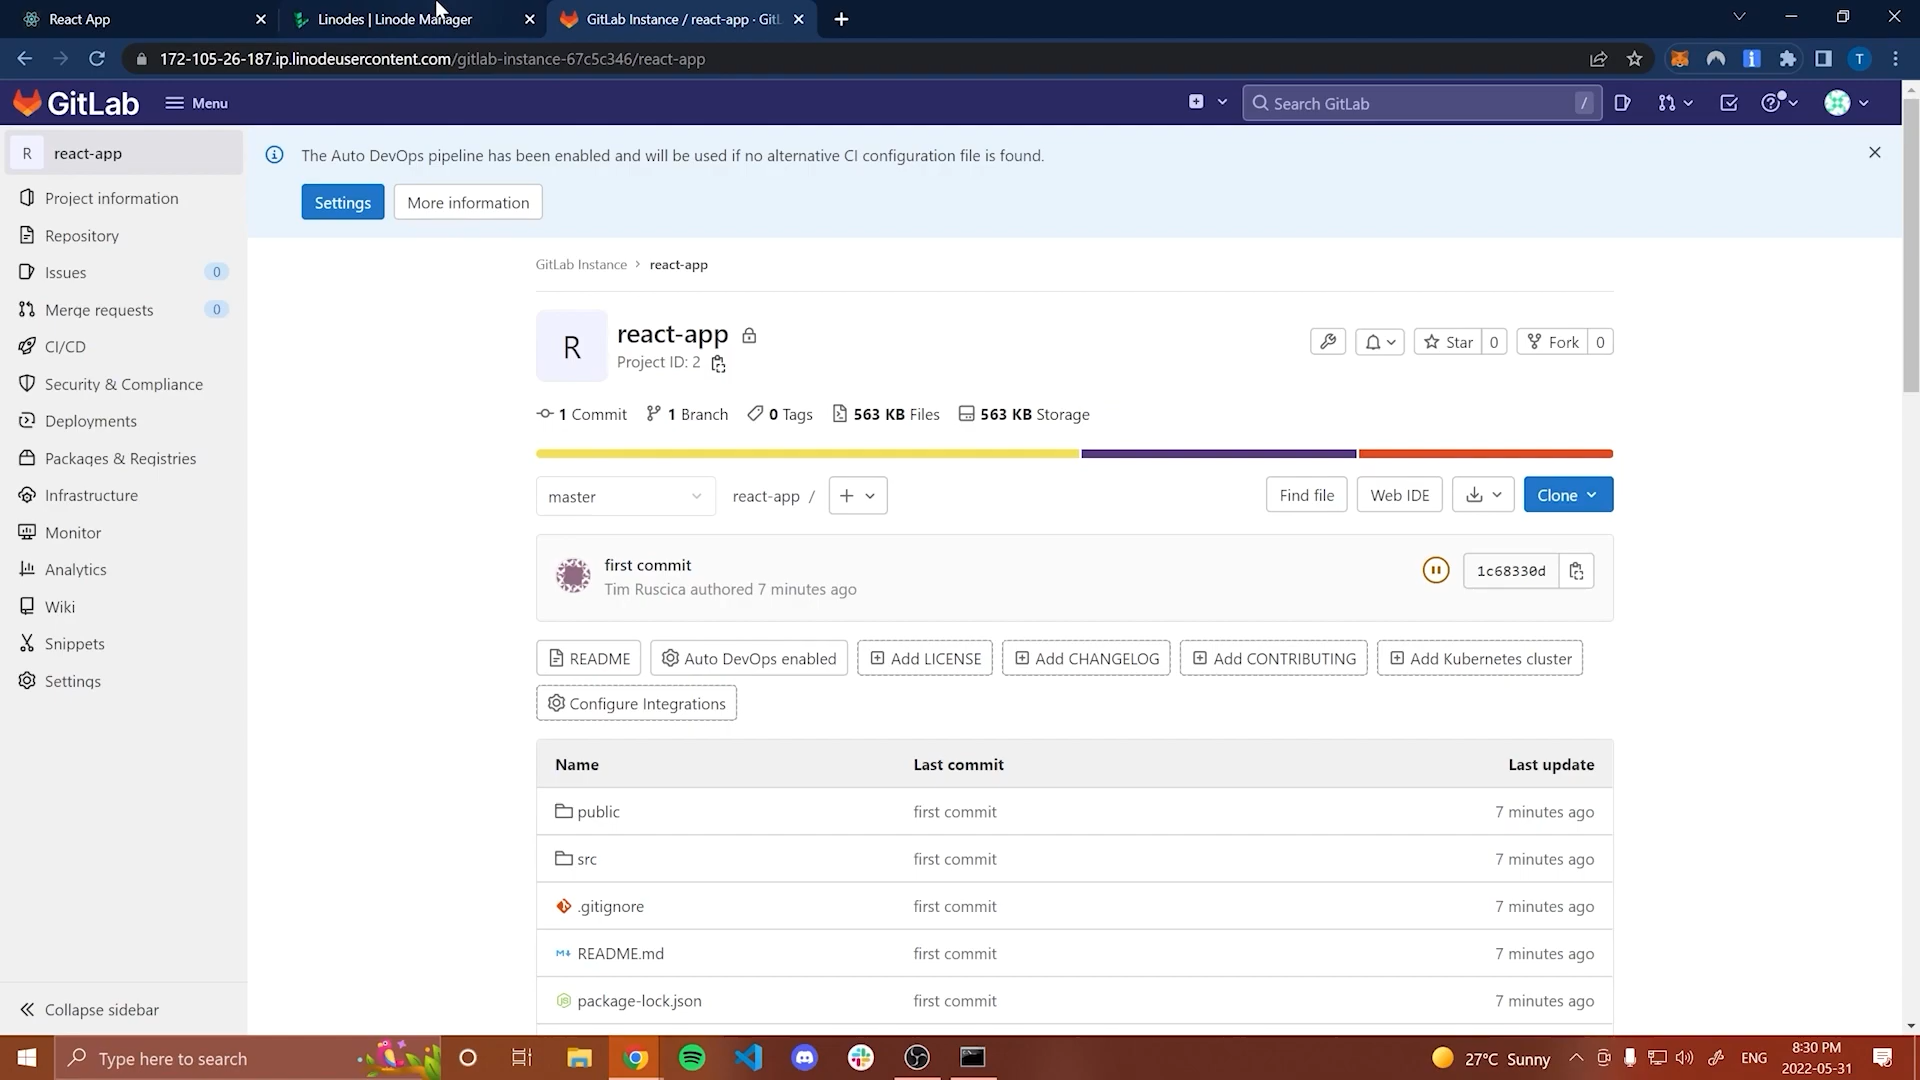 React App
Linodes | Linode Manager
GitLab Instance / react-app · GitL
172-105-26-187.ip.linodeusercontent.com/gitlab-instance-67c5c346/react-app
T
GitLab
Menu
Search GitLab
/
R react-app
Project information
Repository
Issues 0
Merge requests 0
CI/CD
Security & Compliance
Deployments
Packages & Registries
Infrastructure
Monitor
Analytics
Wiki
Snippets
Settings
Collapse sidebar
The Auto DevOps pipeline has been enabled and will be used if no alternative CI configuration file is found.
Settings More information
GitLab Instance › react-app
R
react-app
Project ID: 2
Star 0 Fork 0
1 Commit 1 Branch 0 Tags 563 KB Files 563 KB Storage
master react-app / Find file Web IDE Clone
first commit
Tim Ruscica authored 7 minutes ago
1c68330d
README Auto DevOps enabled Add LICENSE Add CHANGELOG Add CONTRIBUTING Add Kubernetes cluster
Configure Integrations
Name Last commit Last update
public first commit 7 minutes ago
src first commit 7 minutes ago
.gitignore first commit 7 minutes ago
README.md first commit 7 minutes ago
package-lock.json first commit 7 minutes ago
Type here to search
27°C Sunny
ENG
8:30 PM
2022-05-31